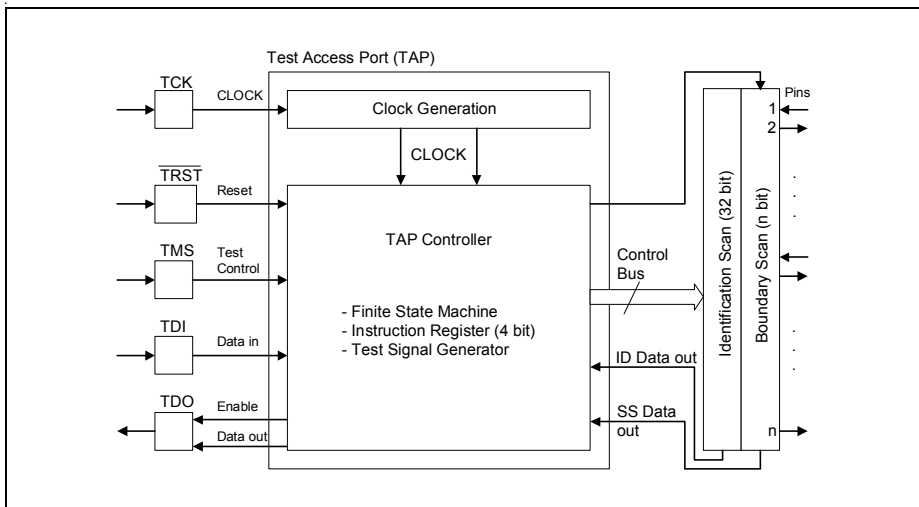 Test Access Port (TAP)
TCK
CLOCK
Clock Generation
CLOCK
TRST
Reset
TAP Controller
TMS
Test
Control
- Finite State Machine
- Instruction Register (4 bit)
- Test Signal Generator
TDI
Data in
TDO
Enable
Data out
Control
Bus
ID Data out
SS Data
out
Identification Scan (32 bit)
Boundary Scan (n bit)
Pins
1
2
n